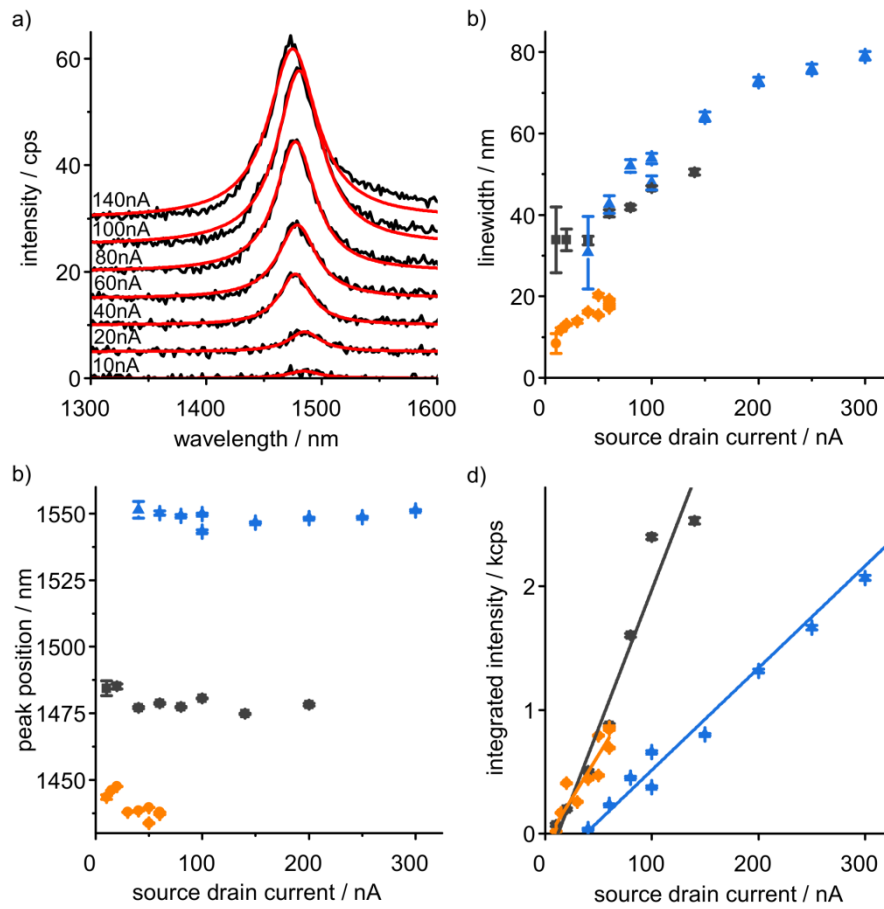 a)
60
40
20
0
intensity / cps
140nA
100nA
80nA
60nA
40nA
20nA
10nA
1300 1400 1500 1600
wavelength / nm
b)
80
60
40
20
0
linewidth / nm
0 100 200 300
source drain current / nA
b)
1550
1525
1500
1475
1450
peak position / nm
0 100 200 300
source drain current / nA
d)
2
1
0
integrated intensity / kcps
0 100 200 300
source drain current / nA